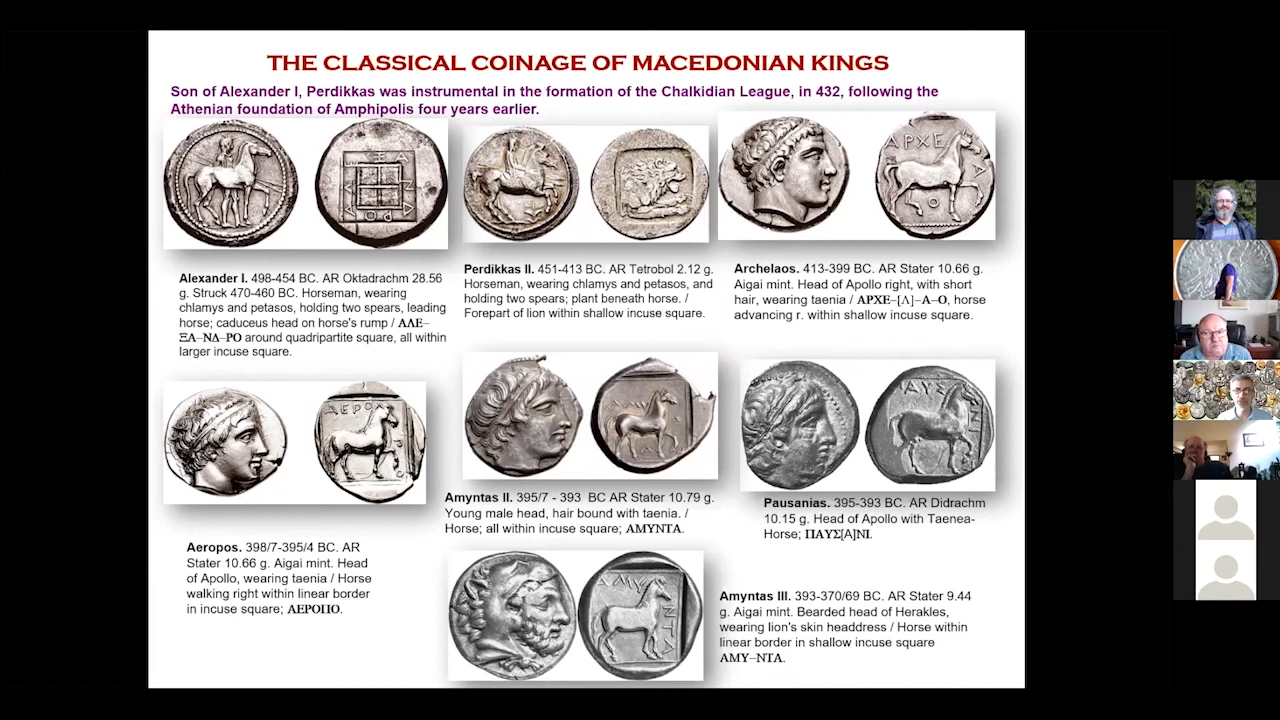 THE CLASSICAL COINAGE OF MACEDONIAN KINGS
Son of Alexander I, Perdikkas was instrumental in the formation of the Chalkidian League, in 432, following the
Athenian foundation of Amphipolis four years earlier.
Alexander I. 498-454 BC. AR Oktadrachm 28.56
g. Struck 470-460 BC. Horseman, wearing
chlamys and petasos, holding two spears, leading
horse; caduceus head on horse's rump / ΑΛΕ–
ΞΑ–ΝΔ–ΡΟ around quadripartite square, all within
larger incuse square.
Perdikkas II. 451-413 BC. AR Tetrobol 2.12 g.
Horseman, wearing chlamys and petasos, and
holding two spears; plant beneath horse. /
Forepart of lion within shallow incuse square.
ΑΡΧΕ
Archelaos. 413-399 BC. AR Stater 10.66 g.
Aigai mint. Head of Apollo right, with short
hair, wearing taenia / ΑΡΧΕ–[Λ]–Α–Ο, horse
advancing r. within shallow incuse square.
ΑΕΡΟΠ
Aeropos. 398/7-395/4 BC. AR
Stater 10.66 g. Aigai mint. Head
of Apollo, wearing taenia / Horse
walking right within linear border
in incuse square; ΑΕΡΟΠΟ.
Amyntas II. 395/7 - 393 BC AR Stater 10.79 g.
Young male head, hair bound with taenia. /
Horse; all within incuse square; ΑΜΥΝΤΑ.
ΑΥΣ
Pausanias. 395-393 BC. AR Didrachm
10.15 g. Head of Apollo with Taenea-
Horse; ΠΑΥΣ[Α]ΝΙ.
ΑΜΥ
ΝΤΑ
Amyntas III. 393-370/69 BC. AR Stater 9.44
g. Aigai mint. Bearded head of Herakles,
wearing lion's skin headdress / Horse within
linear border in shallow incuse square
ΑΜΥ–ΝΤΑ.